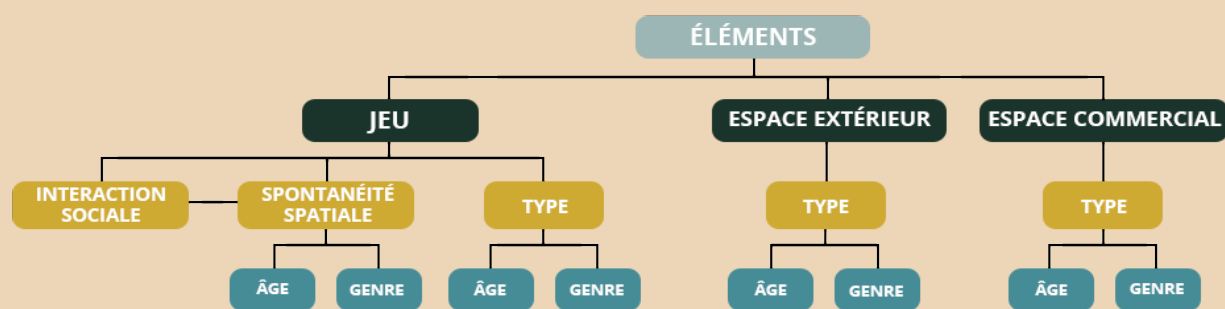 ÉLÉMENTS
JEU
ESPACE EXTÉRIEUR
ESPACE COMMERCIAL
INTERACTION
SOCIALE
SPONTANÉITÉ
SPATIALE
TYPE
TYPE
TYPE
ÂGE
GENRE
ÂGE
GENRE
ÂGE
GENRE
ÂGE
GENRE